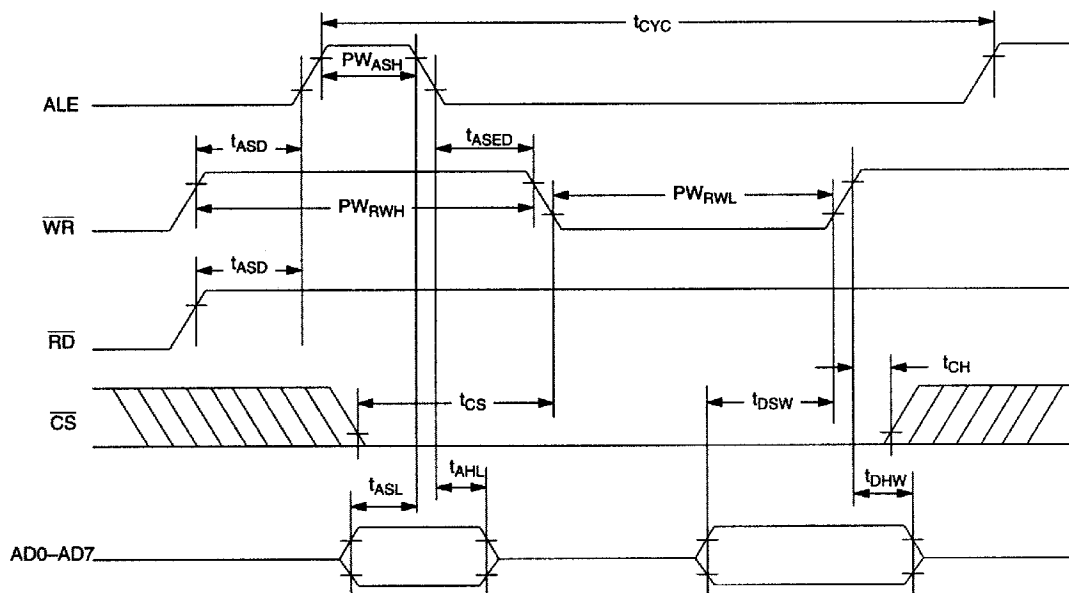 tCYC
PWASH
ALE
tASD
tASED
PWRWH
PWRWL
WR
tASD
RD
tCH
tCS
tDSW
CS
tASL
tAHL
tDHW
AD0–AD7